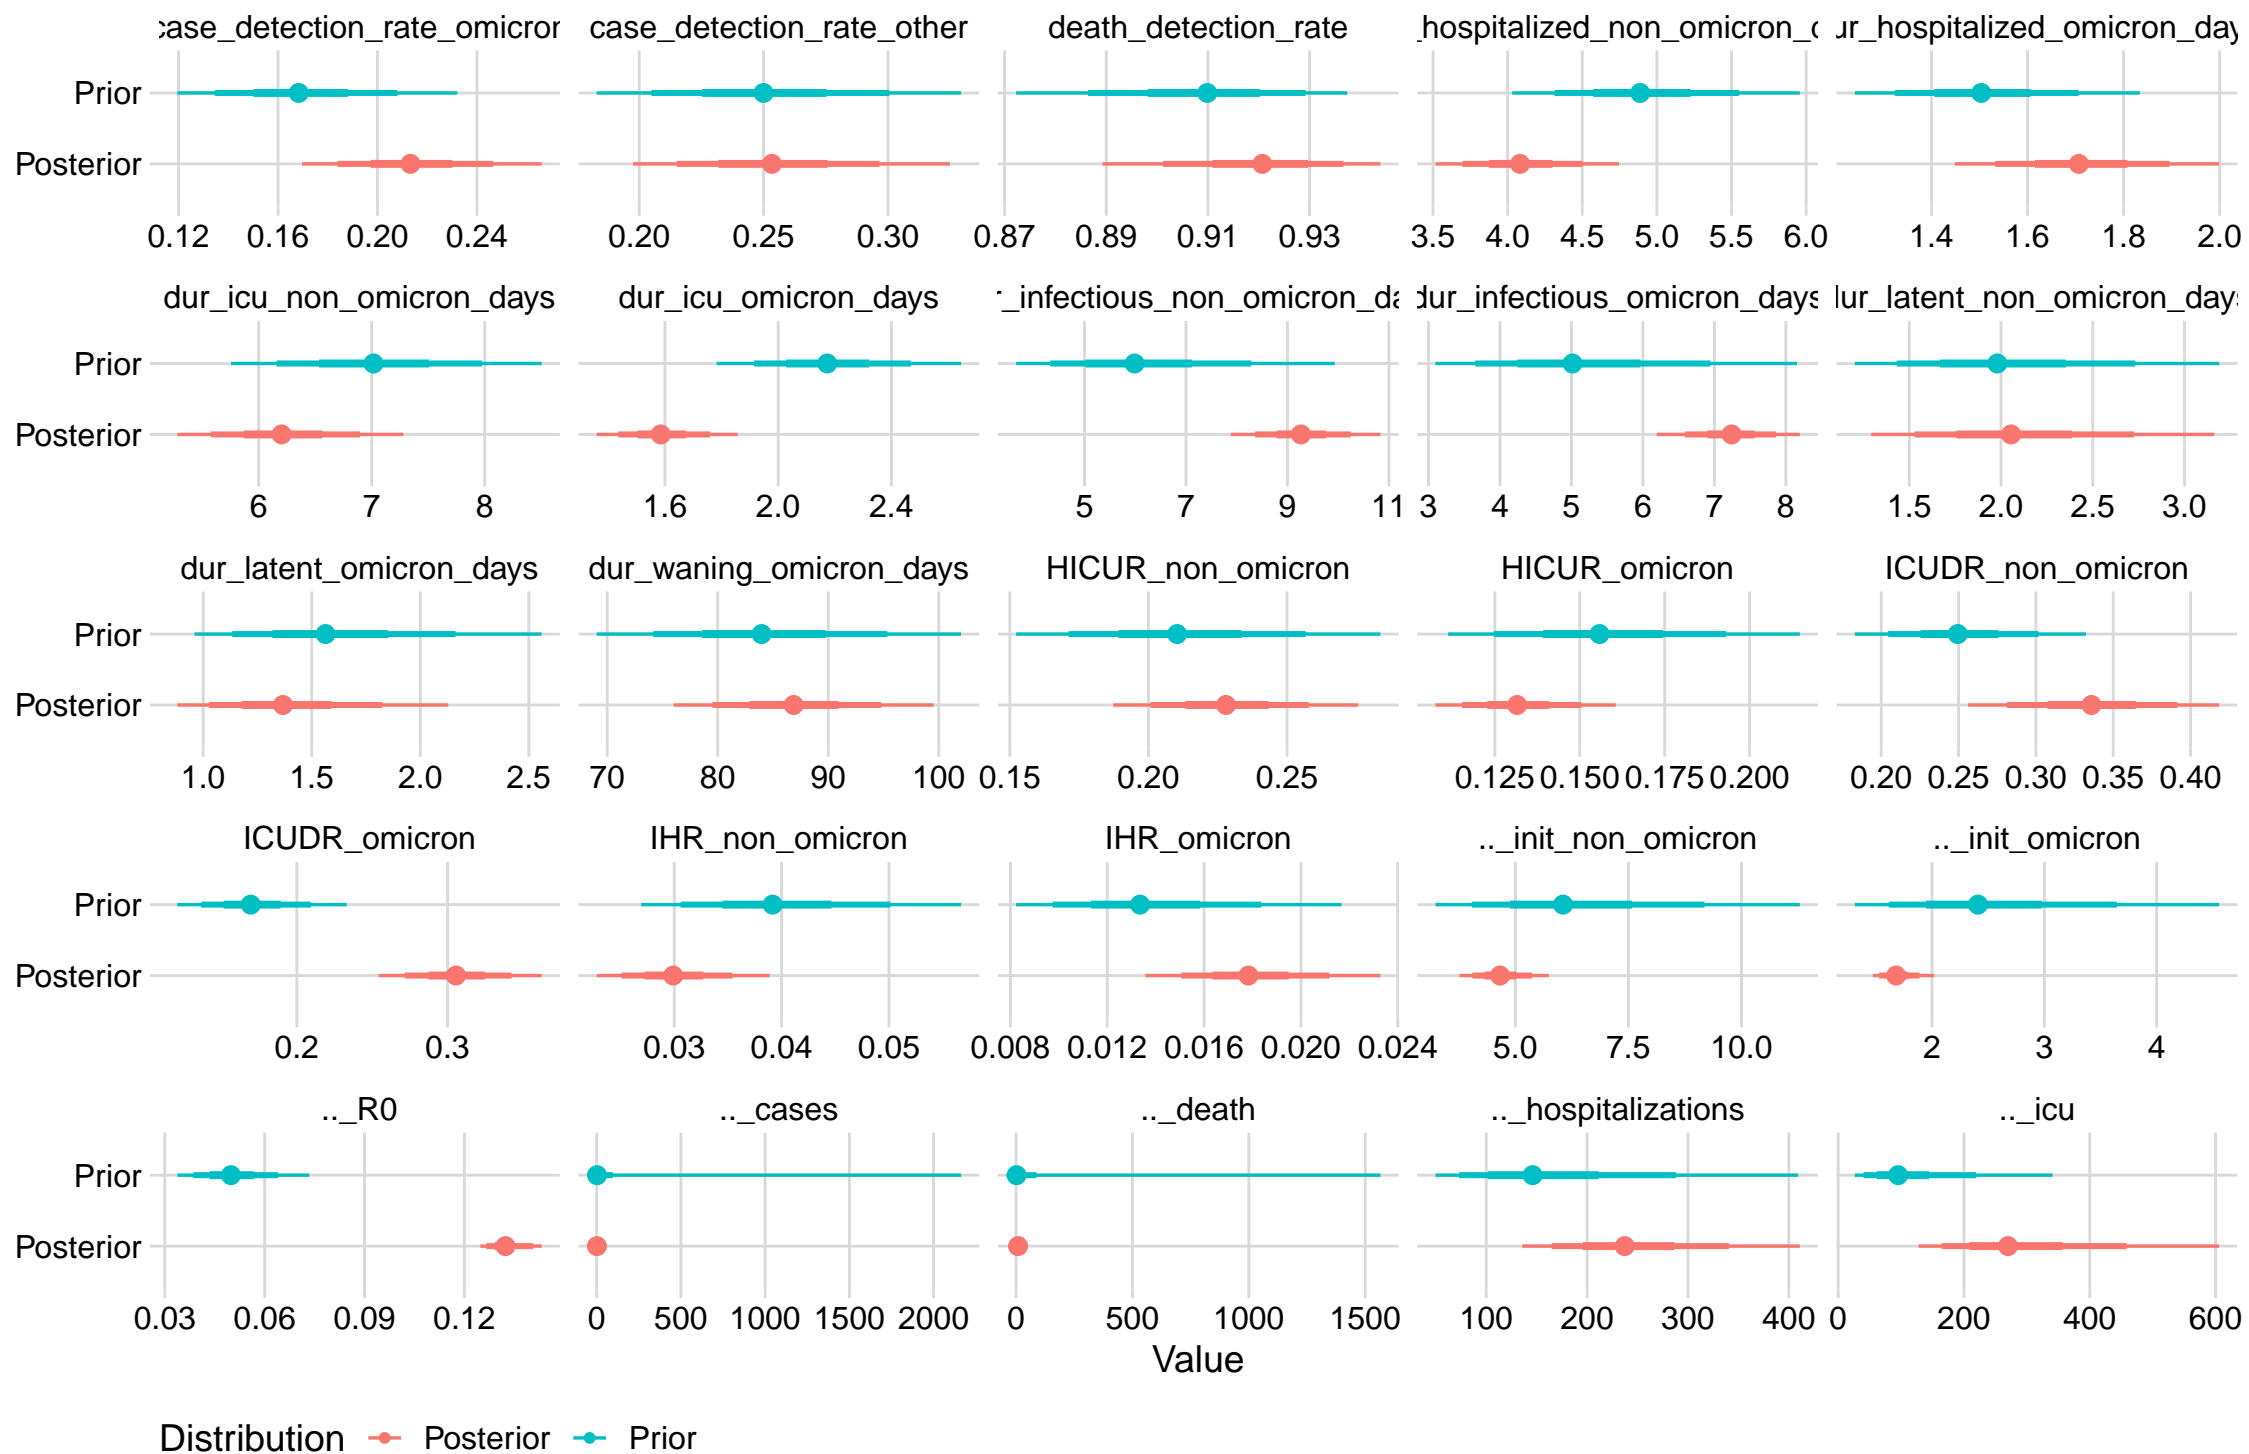 case_detection_rate_omicron case_detection_rate_other death_detection_rate _hospitalized_non_omicron_ ur_hospitalized_omicron_day
Prior
Posterior
0.12 0.16 0.20 0.24 0.20 0.25 0.30 0.87 0.89 0.91 0.93 3.5 4.0 4.5 5.0 5.5 6.0 1.4 1.6 1.8 2.0
dur_icu_non_omicron_days dur_icu_omicron_days r_infectious_non_omicron_da dur_infectious_omicron_days dur_latent_non_omicron_days
Prior
Posterior
6 7 8 1.6 2.0 2.4 5 7 9 11 3 4 5 6 7 8 1.5 2.0 2.5 3.0
dur_latent_omicron_days dur_waning_omicron_days HICUR_non_omicron HICUR_omicron ICUDR_non_omicron
Prior
Posterior
1.0 1.5 2.0 2.5 70 80 90 100 0.15 0.20 0.25 0.125 0.150 0.175 0.200 0.20 0.25 0.30 0.35 0.40
ICUDR_omicron IHR_non_omicron IHR_omicron .._init_non_omicron .._init_omicron
Prior
Posterior
0.2 0.3 0.03 0.04 0.05 0.008 0.012 0.016 0.020 0.024 5.0 7.5 10.0 2 3 4
.._R0 .._cases .._death .._hospitalizations .._icu
Prior
Posterior
0.03 0.06 0.09 0.12 0 500 1000 1500 2000 0 500 1000 1500 100 200 300 400 0 200 400 600
Value
Distribution Posterior Prior